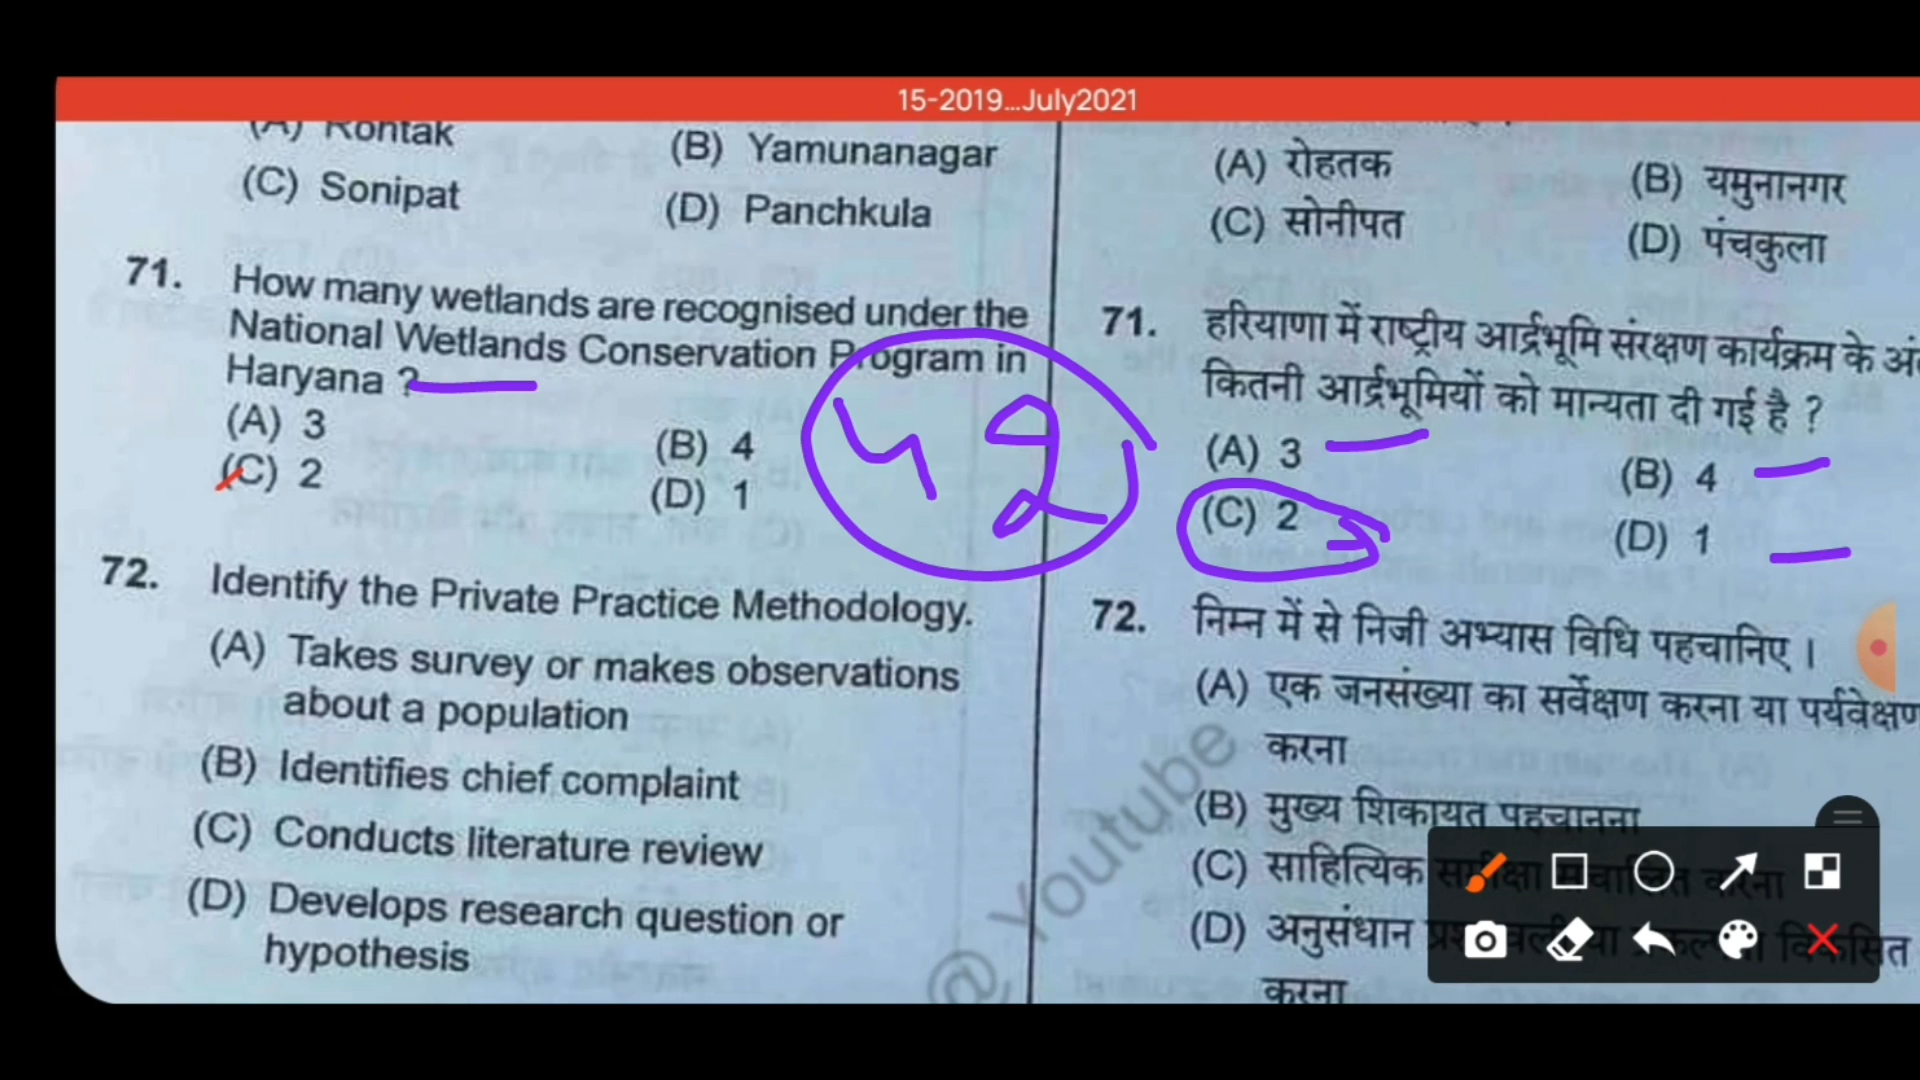 15-2019...July2021
(A) Rohtak
(B) Yamunanagar
(C) Sonipat
(D) Panchkula
71. How many wetlands are recognised under the
National Wetlands Conservation Program in
Haryana ?
(A) 3
(B) 4
(C) 2
(D) 1
72. Identify the Private Practice Methodology.
(A) Takes survey or makes observations
about a population
(B) Identifies chief complaint
(C) Conducts literature review
(D) Develops research question or
hypothesis
(A) रोहतक
(B) यमुनानगर
(C) सोनीपत
(D) पंचकुला
71. हरियाणा में राष्ट्रीय आर्द्रभूमि संरक्षण कार्यक्रम के
कितनी आर्द्रभूमियों को मान्यता दी गई है ?
(A) 3
(B) 4
(C) 2
(D) 1
72. निम्न में से निजी अभ्यास विधि पहचानिए ।
(A) एक जनसंख्या का सर्वेक्षण करना या पर्यवेक्षण
करना
(B) मुख्य शिकायत पहचानना
(C) साहित्यिक समीक्षा संचालित करना
(D) अनुसंधान विकसित
करना
@ Youtube